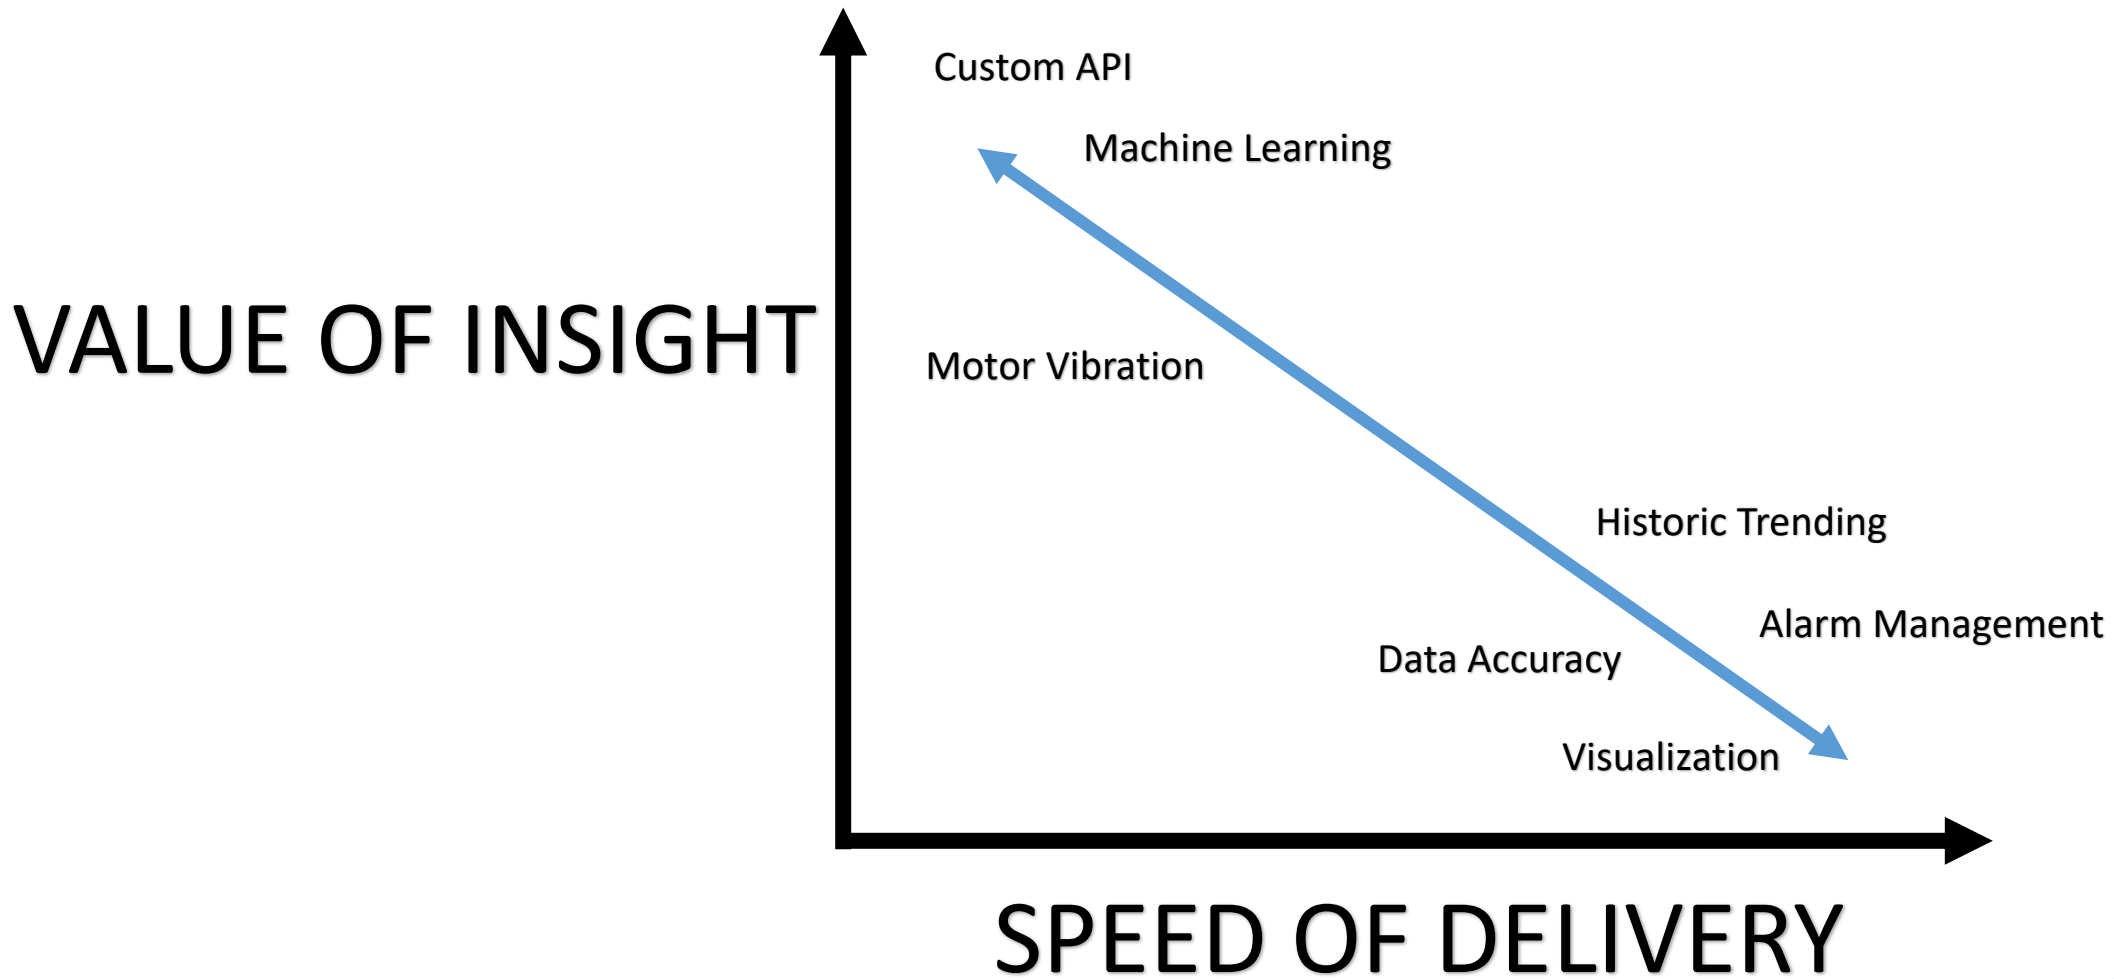 Custom API
Machine Learning
VALUE OF INSIGHT
Motor Vibration
Historic Trending
Alarm Management
Data Accuracy
Visualization
SPEED OF DELIVERY